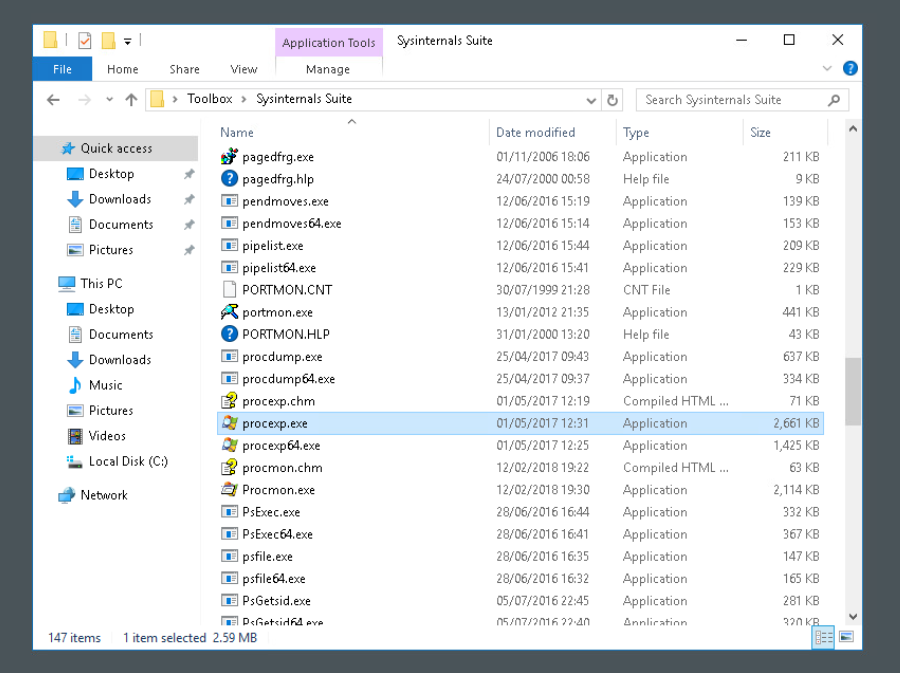 Application Tools Sysinternals Suite
File Home Share View Manage
Toolbox Sysinternals Suite Search Sysinternals Suite
Quick access
Desktop
Downloads
Documents
Pictures
This PC
Desktop
Documents
Downloads
Music
Pictures
Videos
Local Disk (C:)
Network
Name Date modified Type Size
pagedfrg.exe 01/11/2006 18:06 Application 211 KB
pagedfrg.hlp 24/07/2000 00:58 Help file 9 KB
pendmoves.exe 12/06/2016 15:19 Application 139 KB
pendmoves64.exe 12/06/2016 15:14 Application 153 KB
pipelist.exe 12/06/2016 15:44 Application 209 KB
pipelist64.exe 12/06/2016 15:41 Application 229 KB
PORTMON.CNT 30/07/1999 21:28 CNT File 1 KB
portmon.exe 13/01/2012 21:35 Application 441 KB
PORTMON.HLP 31/01/2000 13:20 Help file 43 KB
procdump.exe 25/04/2017 09:43 Application 637 KB
procdump64.exe 25/04/2017 09:37 Application 334 KB
procexp.chm 01/05/2017 12:19 Compiled HTML ... 71 KB
procexp.exe 01/05/2017 12:31 Application 2,661 KB
procexp64.exe 01/05/2017 12:25 Application 1,425 KB
procmon.chm 12/02/2018 19:22 Compiled HTML ... 63 KB
Procmon.exe 12/02/2018 19:30 Application 2,114 KB
PsExec.exe 28/06/2016 16:44 Application 332 KB
PsExec64.exe 28/06/2016 16:41 Application 367 KB
psfile.exe 28/06/2016 16:35 Application 147 KB
psfile64.exe 28/06/2016 16:32 Application 165 KB
PsGetsid.exe 05/07/2016 22:45 Application 281 KB
PsGetsid64.exe 05/07/2016 22:40 Application 320 KB
147 items 1 item selected 2.59 MB